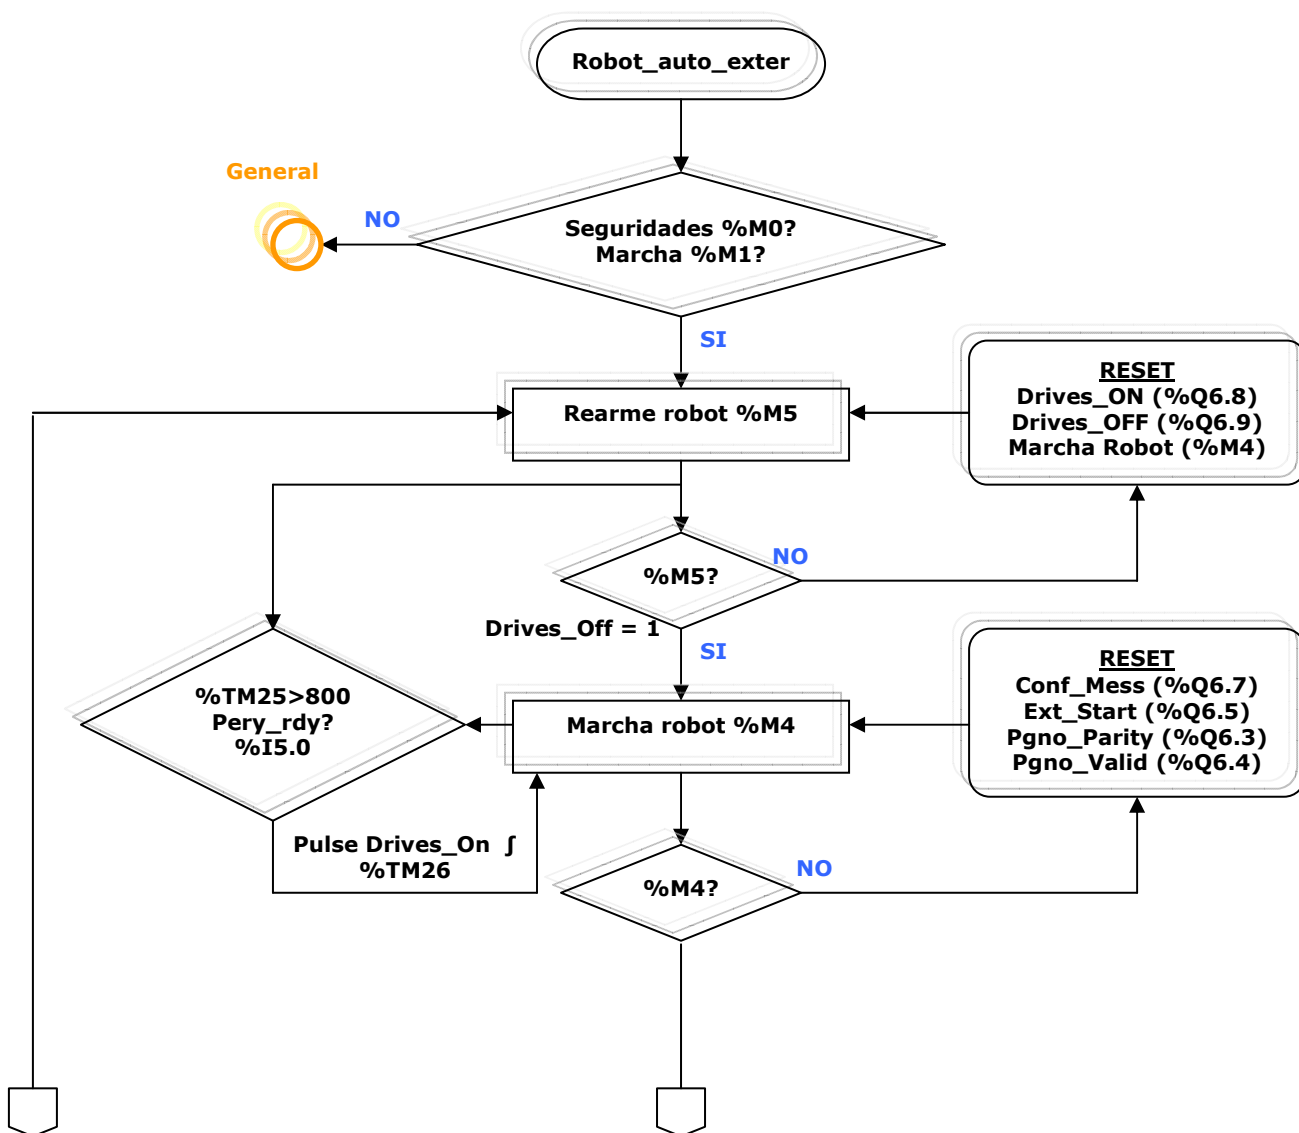 Robot_auto_exter
General
NO
Seguridades %M0?
Marcha %M1?
SI
RESET
Drives_ON (%Q6.8)
Drives_OFF (%Q6.9)
Marcha Robot (%M4)
Rearme robot %M5
NO
%M5?
Drives_Off = 1
SI
RESET
Conf_Mess (%Q6.7)
Ext_Start (%Q6.5)
Pgno_Parity (%Q6.3)
Pgno_Valid (%Q6.4)
%TM25>800
Pery_rdy?
%I5.0
Marcha robot %M4
Pulse Drives_On ∫
%TM26
NO
%M4?